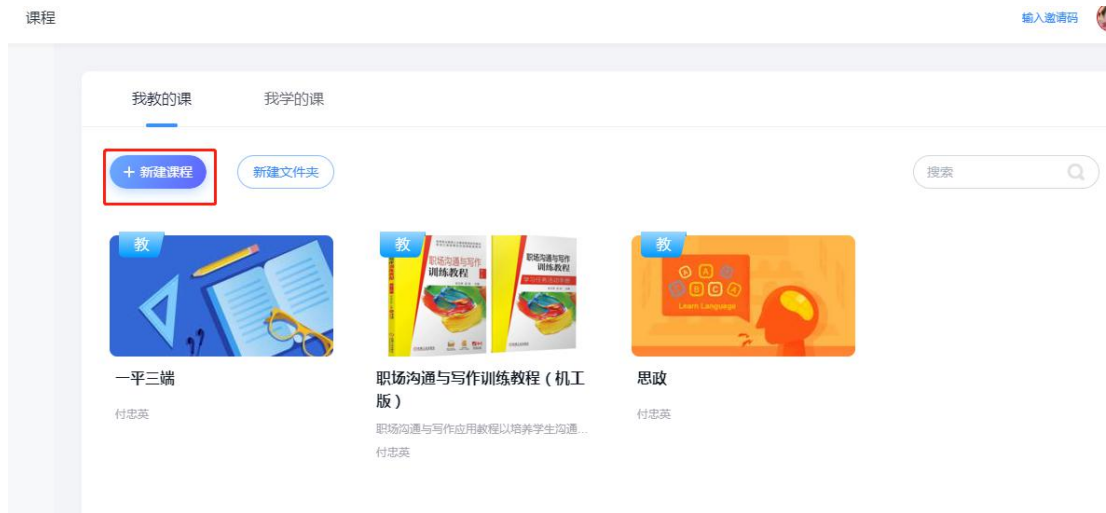 课程
输入邀请码
我教的课 我学的课
+ 新建课程 新建文件夹 搜索
教 教 教
职场沟通与写作
训练教程
职场沟通与写作
训练教程
Learn Language
一平三端 职场沟通与写作训练教程（机工 思政
版）
付忠英 付忠英
职场沟通与写作应用教程以培养学生沟通...
付忠英